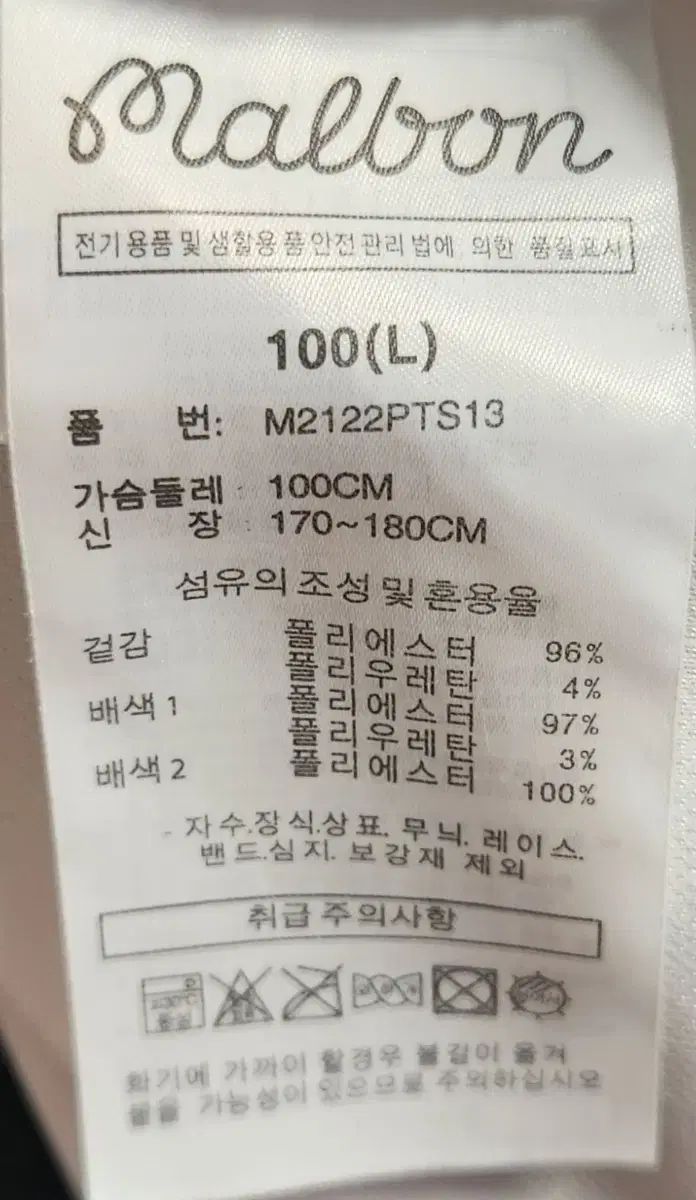 Malbon
전기용품및생활용품안전관리법에 의한 품질표시
100(L)
품 번: M2122PTS13
가슴둘레 : 100CM
신 장 : 170~180CM
섬유의 조성 및 혼용율
겉감 폴리에스터 96%
폴리우레탄 4%
배색1 폴리에스터 97%
폴리우레탄 3%
배색2 폴리에스터 100%
- 자수.장식.상표. 무늬. 레이스.
밴드.심지. 보강재 제외
취급주의사항
화기에 가까이 할경우 불길이 옮겨
붙을 가능성이 있으므로 주의하십시오